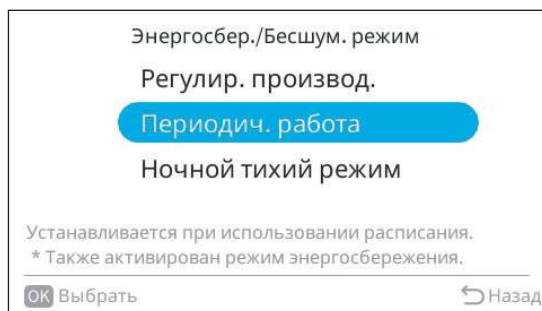 Энергосбер./Бесшум. режим
Регулир. производ.
Периодич. работа
Ночной тихий режим
Устанавливается при использовании расписания.
* Также активирован режим энергосбережения.
OK Выбрать
Назад